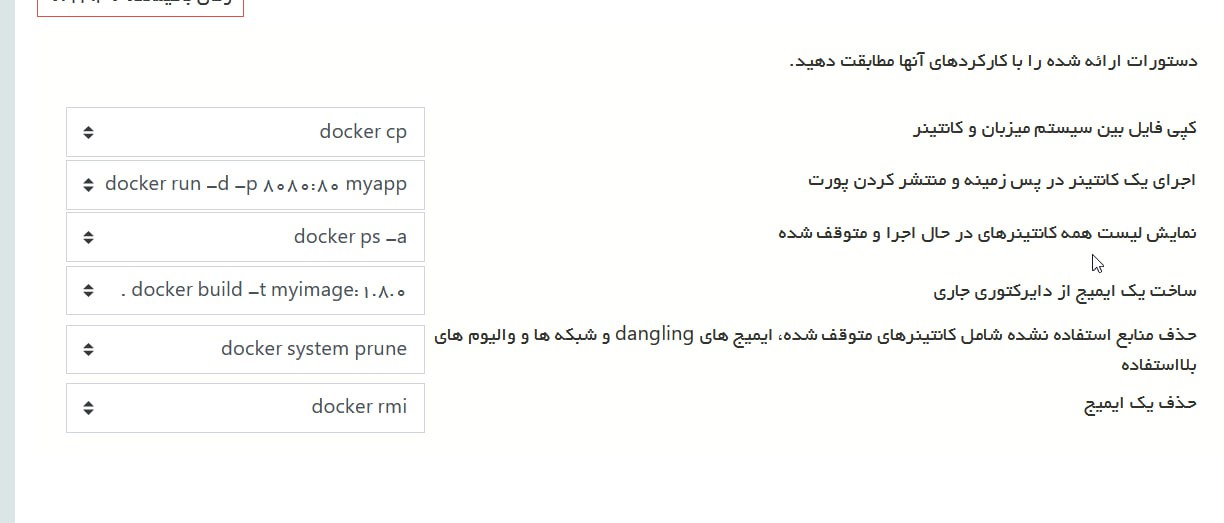 دستورات ارائه شده را با کارکردهای آنها مطابقت دهید.
کپی فایل بین سیستم میزبان و کانتینر
docker cp
اجرای یک کانتینر در پس زمینه و منتشر کردن پورت
docker run -d -p ۸۰۸۰:۸۰ myapp
نمایش لیست همه کانتینرهای در حال اجرا و متوقف شده
docker ps -a
ساخت یک ایمیج از دایرکتوری جاری
docker build -t myimage:۱.۸.۰ .
حذف منابع استفاده نشده شامل کانتینرهای متوقف شده، ایمیج های dangling و شبکه ها و والیوم های
بلااستفاده
docker system prune
حذف یک ایمیج
docker rmi